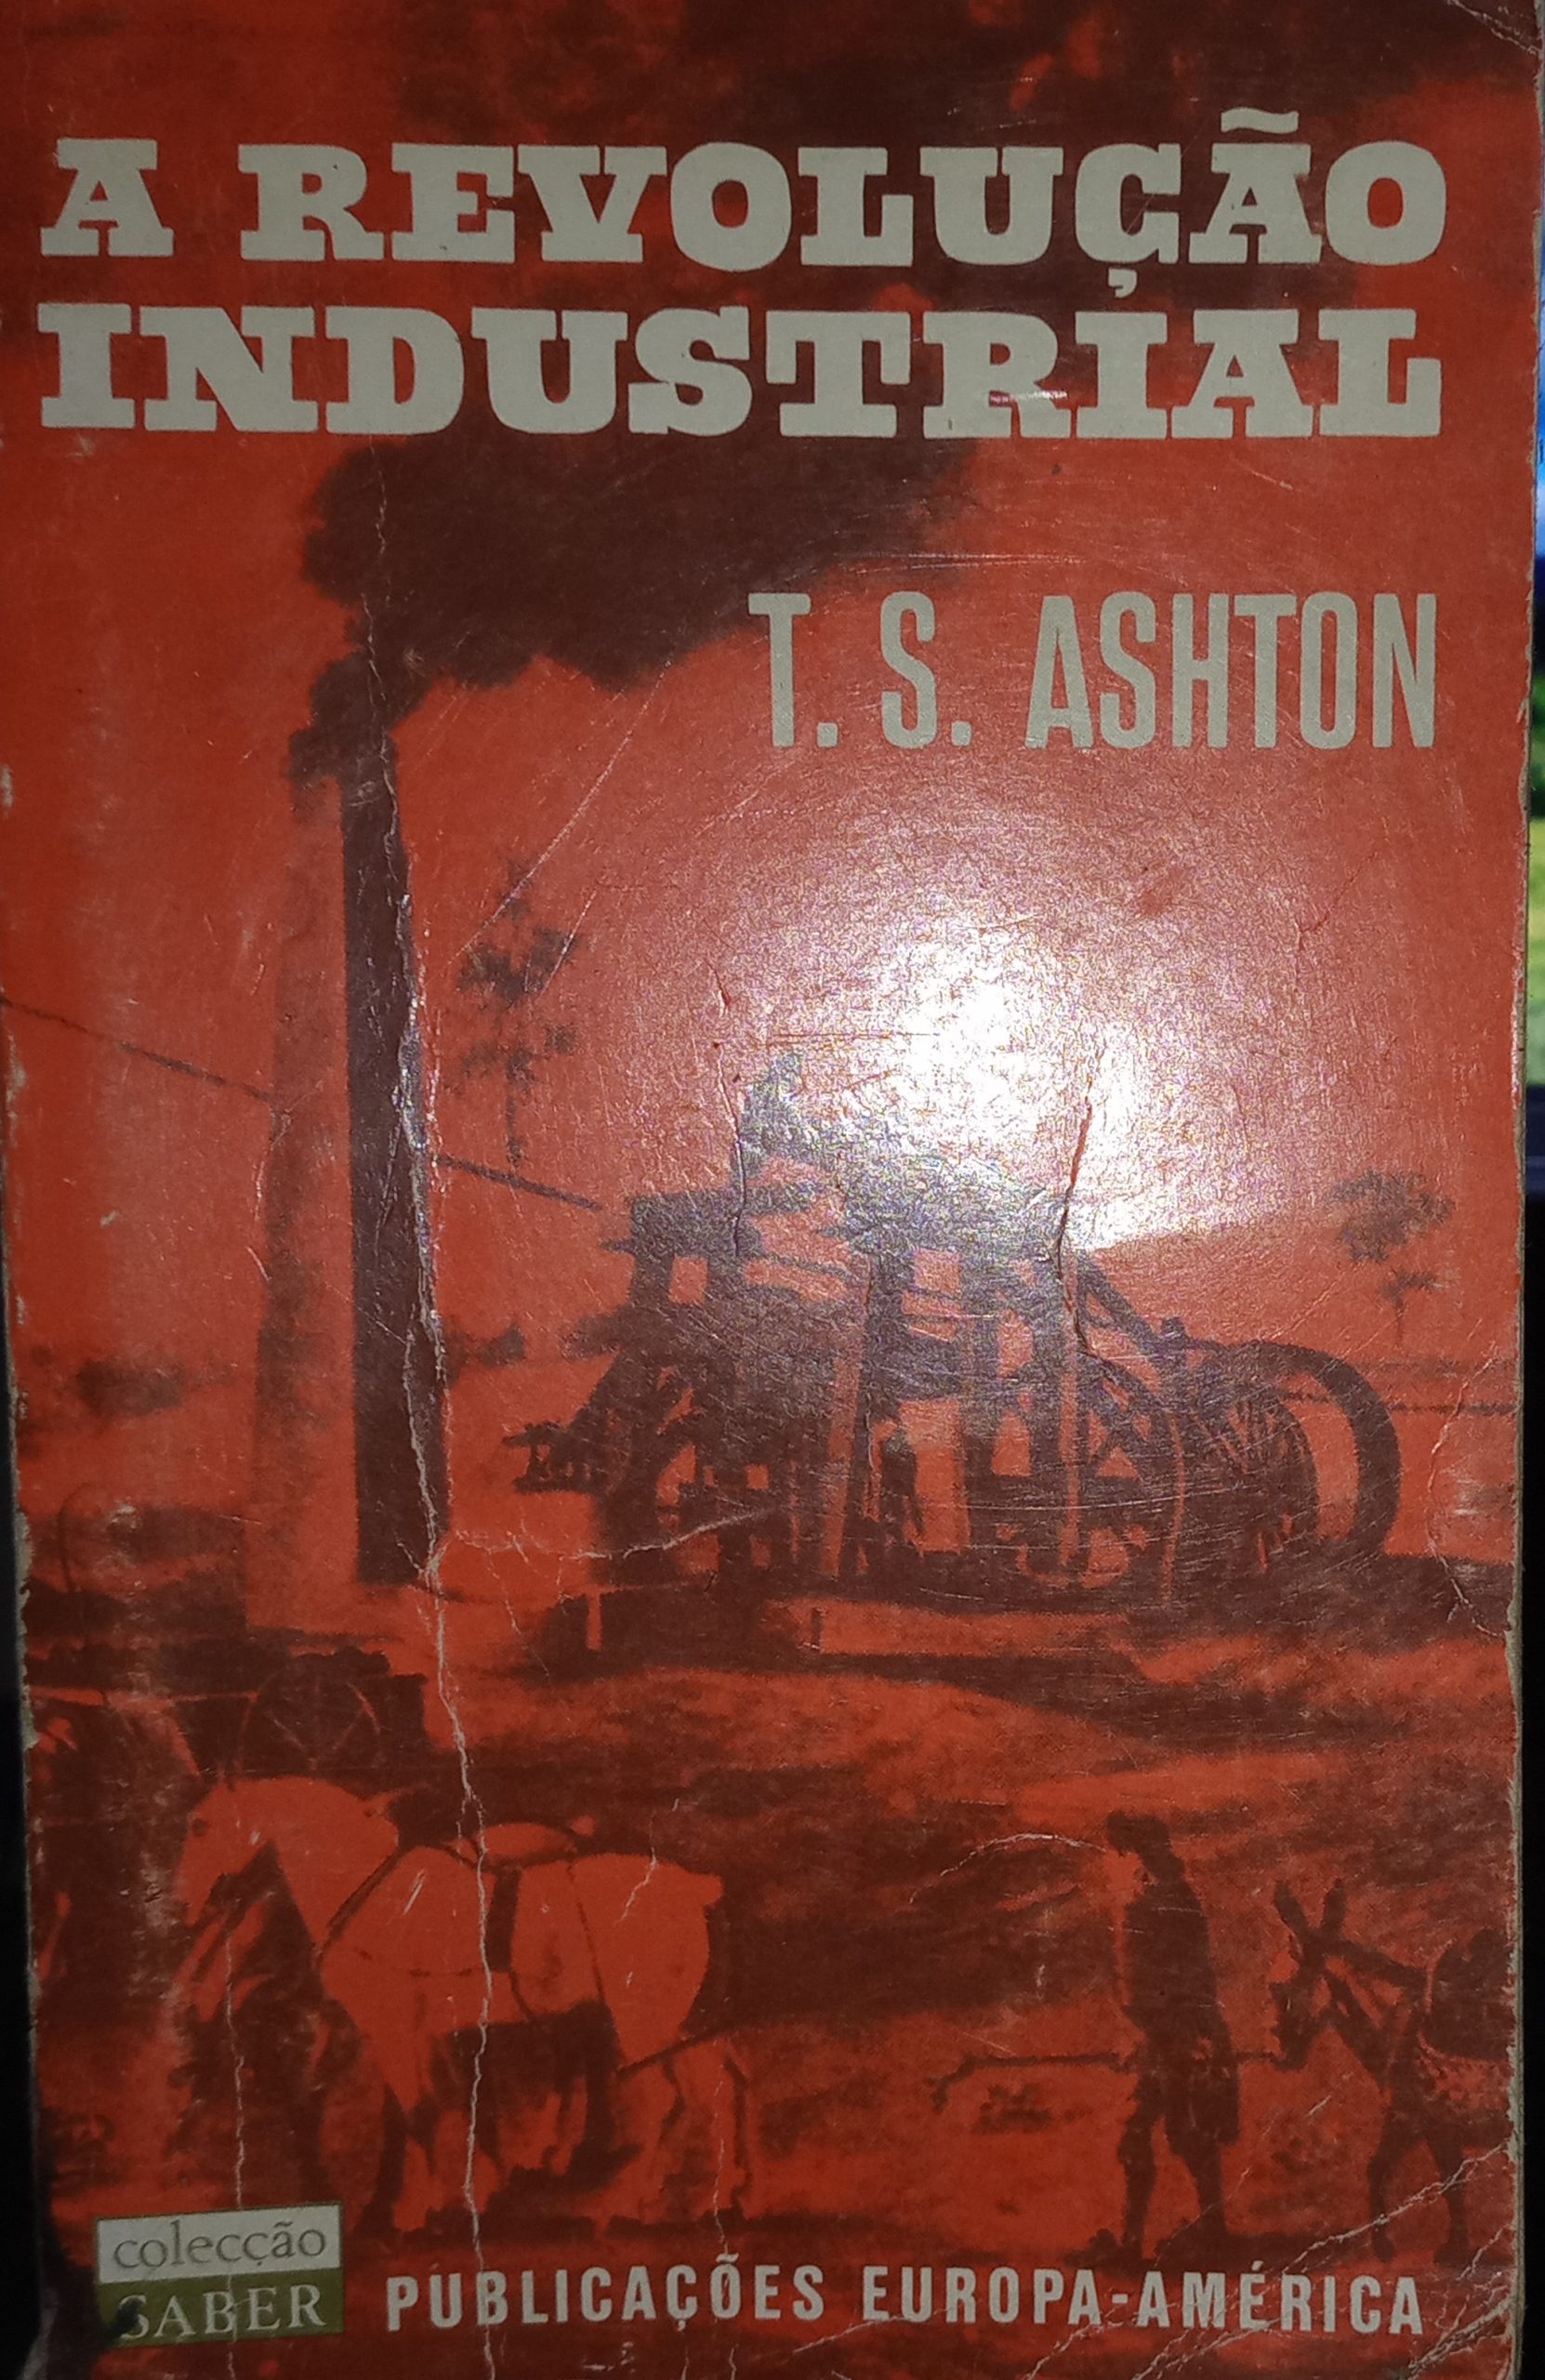 A REVOLUÇÃO
INDUSTRIAL
T. S. ASHTON
colecção
SABER
PUBLICAÇÕES EUROPA-AMÉRICA